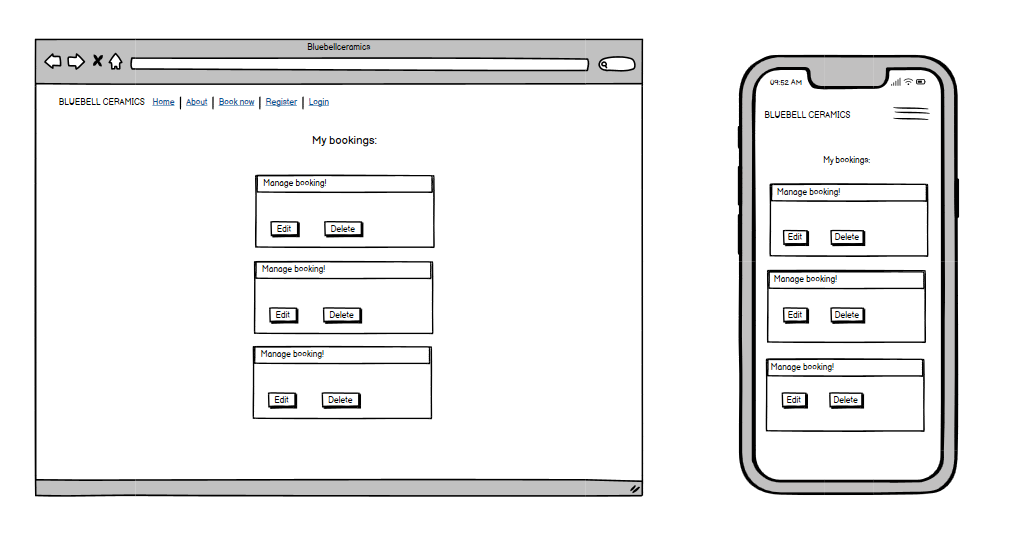 Bluebellceramics
BLUEBELL CERAMICS Home | About | Book now | Register | Login
My bookings:
Manage booking!
Edit Delete
Manage booking!
Edit Delete
Manage booking!
Edit Delete
09:52 AM
BLUEBELL CERAMICS
My bookings:
Manage booking!
Edit Delete
Manage booking!
Edit Delete
Manage booking!
Edit Delete